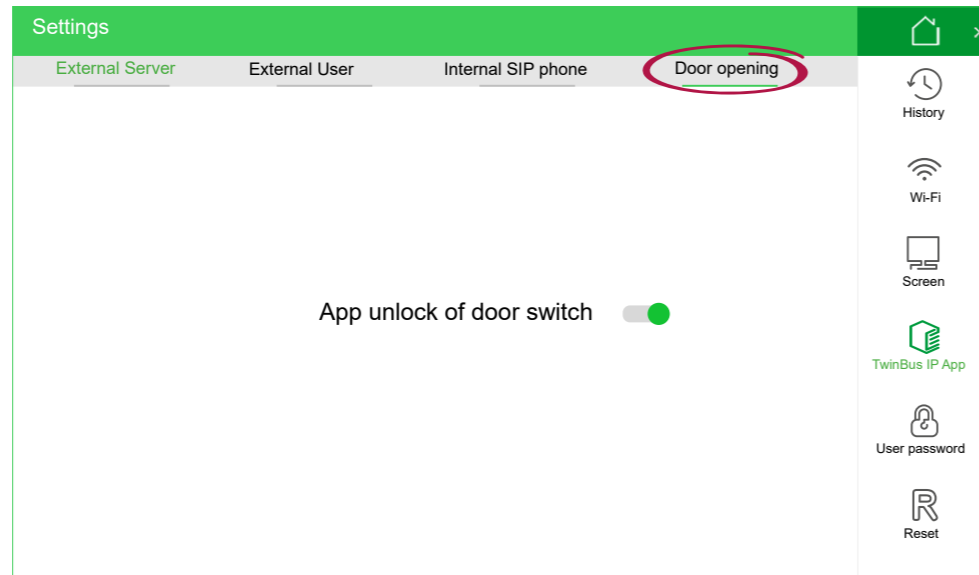 Settings
External Server
External User
Internal SIP phone
Door opening
App unlock of door switch
History
Wi-Fi
Screen
TwinBus IP App
User password
Reset